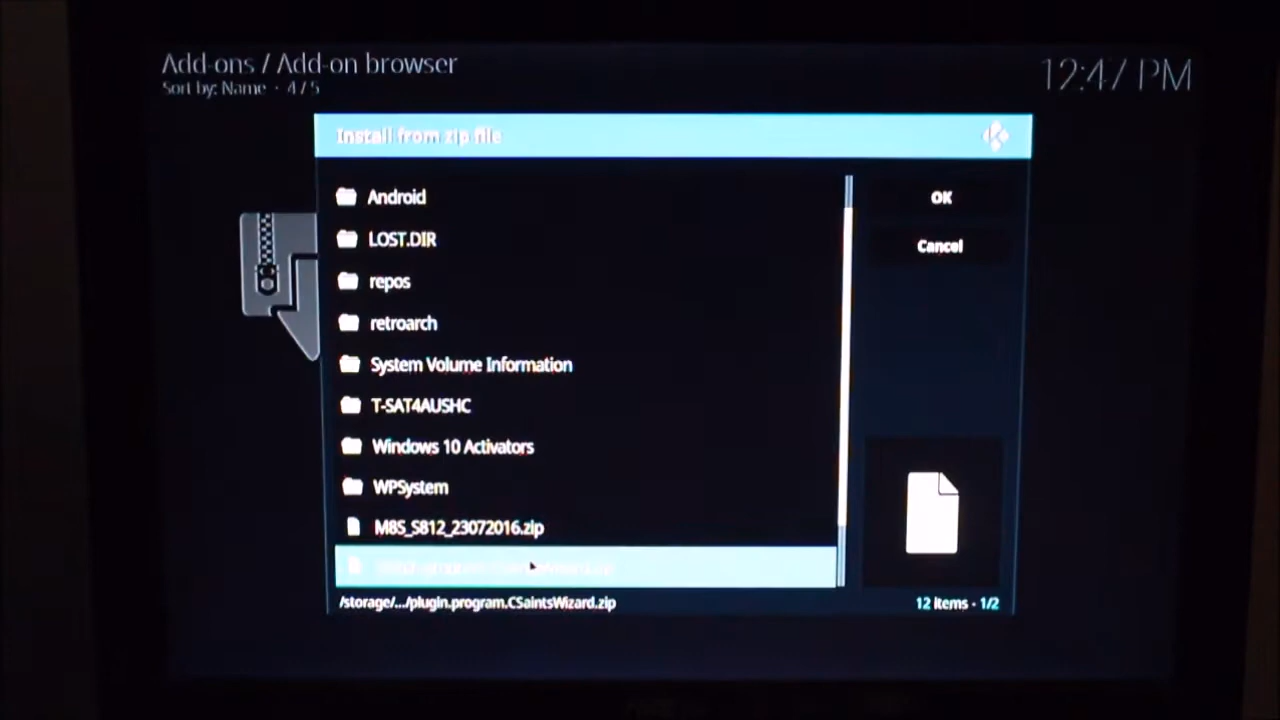 Add-ons / Add-on browser
Sort by: Name · 4 / 5
12:47 PM
Install from zip file
Android
OK
LOST.DIR
Cancel
repos
retroarch
System Volume Information
T-SAT4AUSHC
Windows 10 Activators
WPSystem
M8S_S812_23072016.zip
/storage/.../plugin.program.CSaintsWizard.zip
12 items - 1/2